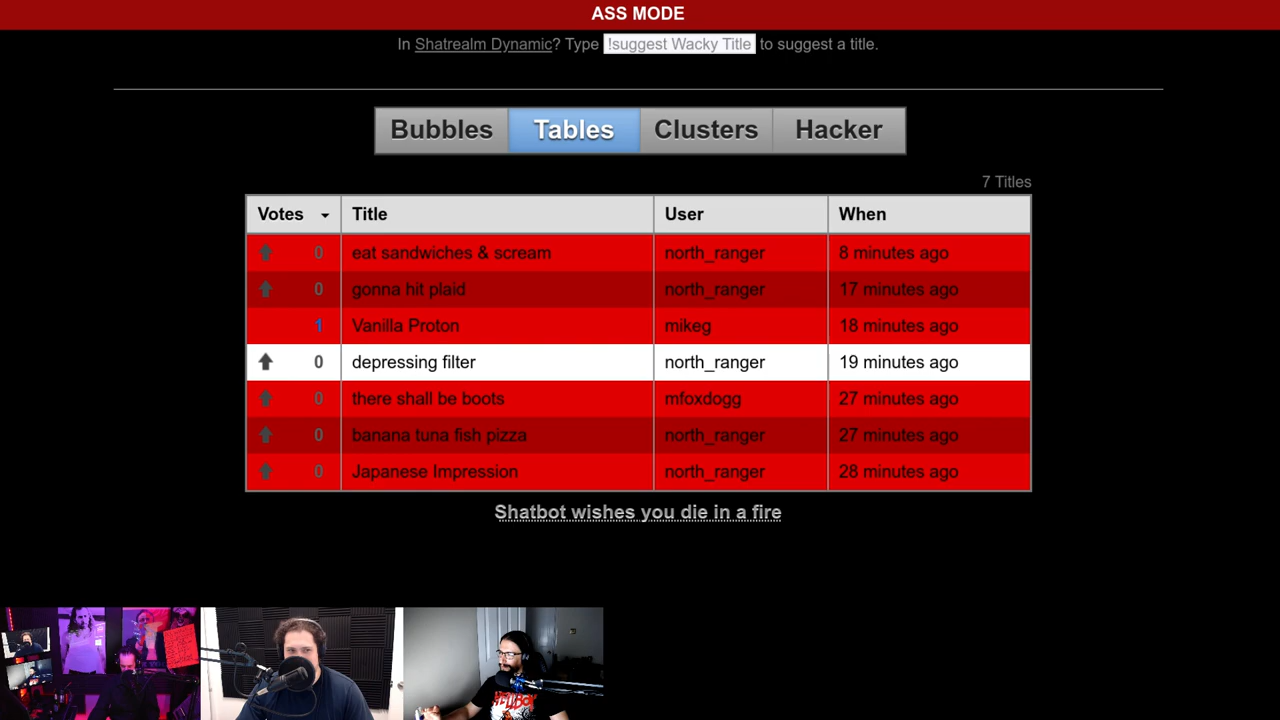 ASS MODE
In Shatrealm Dynamic? Type !suggest Wacky Title to suggest a title.
Bubbles Tables Clusters Hacker
7 Titles
Votes Title User When
0 eat sandwiches & scream north_ranger 8 minutes ago
0 gonna hit plaid north_ranger 17 minutes ago
1 Vanilla Proton mikeg 18 minutes ago
0 depressing filter north_ranger 19 minutes ago
0 there shall be boots mfoxdogg 27 minutes ago
0 banana tuna fish pizza north_ranger 27 minutes ago
0 Japanese Impression north_ranger 28 minutes ago
Shatbot wishes you die in a fire
HELLBOY